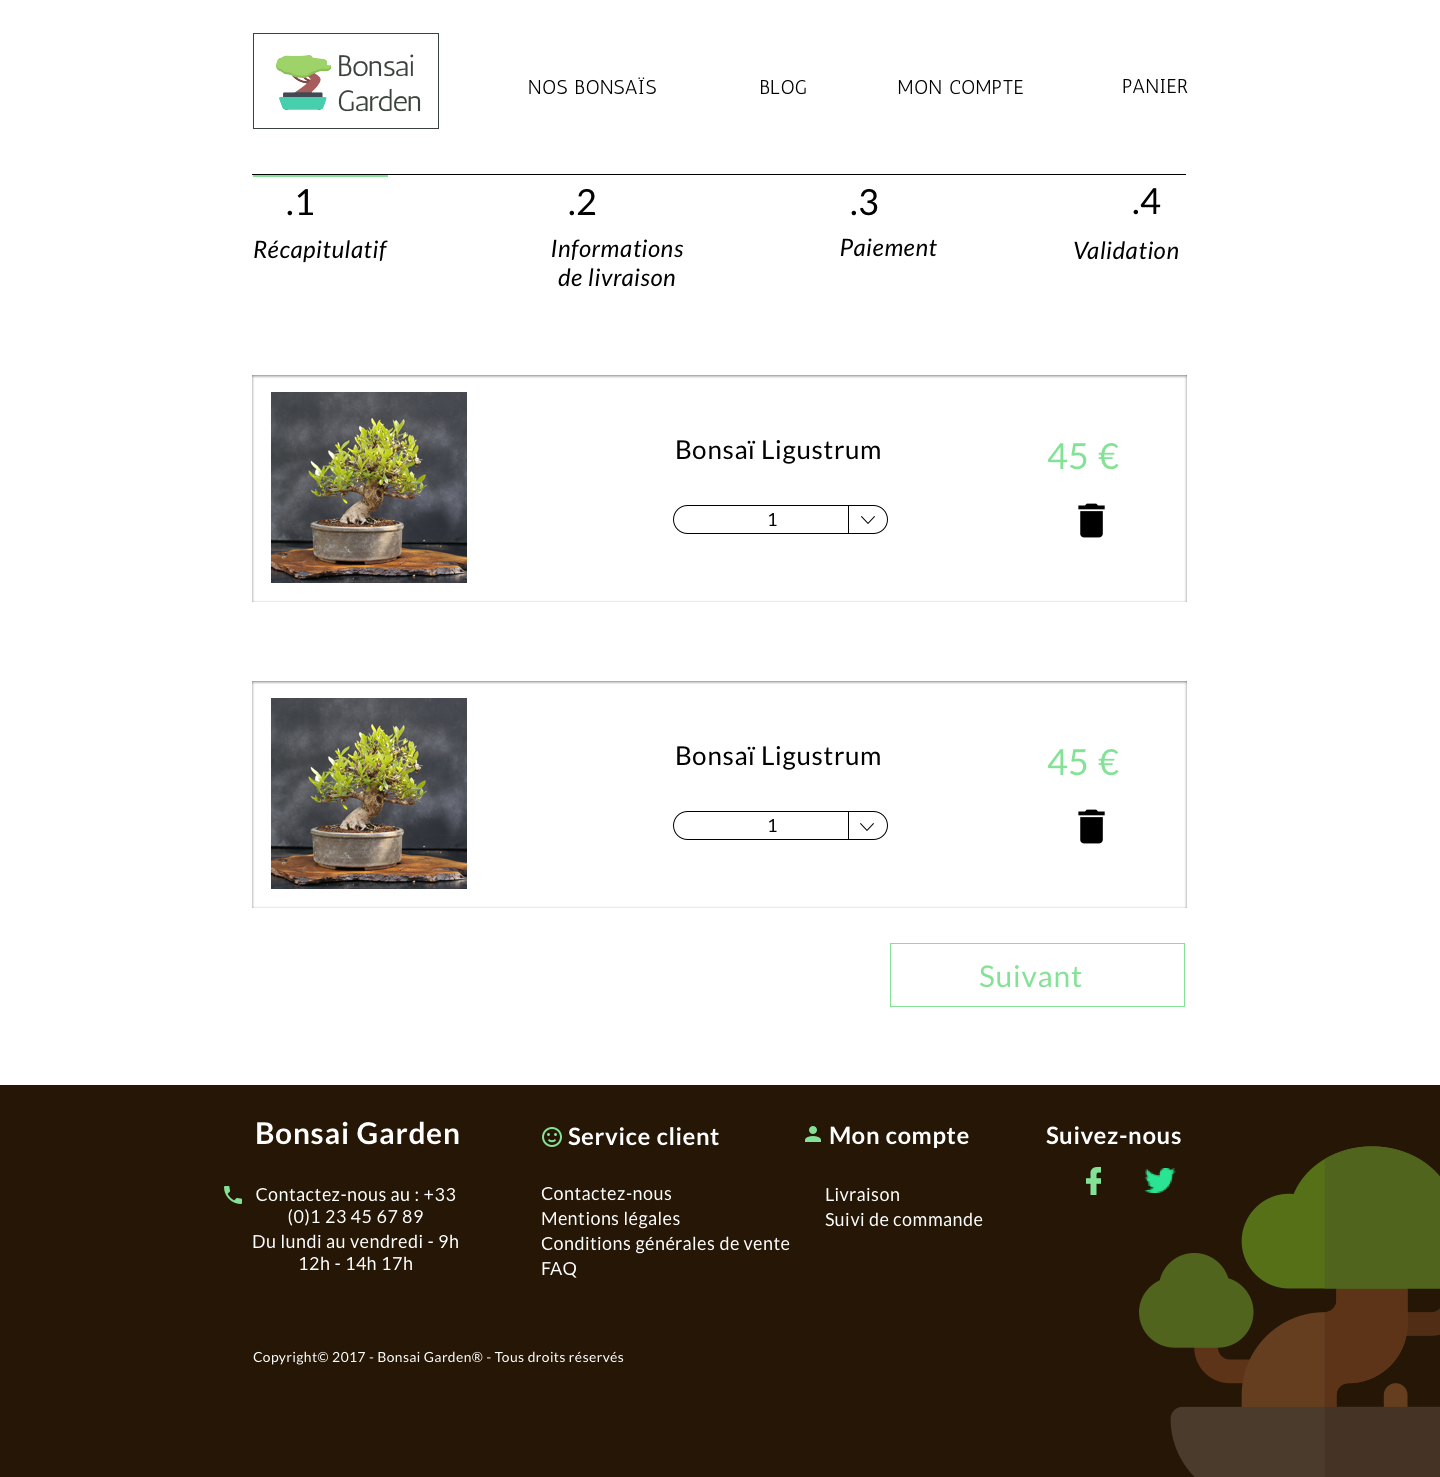 Bonsai
Garden
NOS BONSAÏS
BLOG
MON COMPTE
PANIER
.1
Récapitulatif
.2
Informations
de livraison
.3
Paiement
.4
Validation
Bonsaï Ligustrum
45 €
1
Bonsaï Ligustrum
45 €
1
Suivant
Bonsai Garden
Contactez-nous au : +33
(0)1 23 45 67 89
Du lundi au vendredi - 9h
12h - 14h 17h
Service client
Contactez-nous
Mentions légales
Conditions générales de vente
FAQ
Mon compte
Livraison
Suivi de commande
Suivez-nous
Copyright© 2017 - Bonsai Garden® - Tous droits réservés